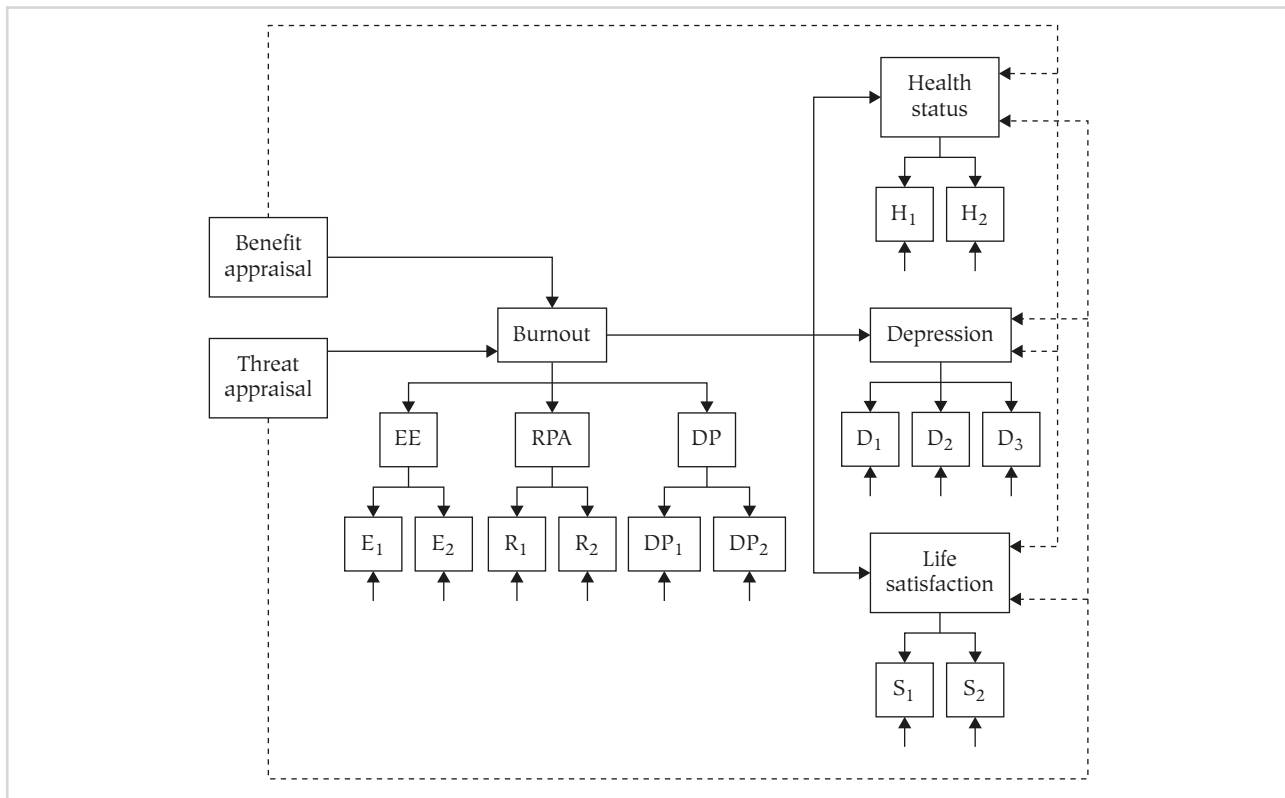 Health
status
H1
H2
Benefit
appraisal
Threat
appraisal
Burnout
Depression
EE
RPA
DP
D1
D2
D3
E1
E2
R1
R2
DP1
DP2
Life
satisfaction
S1
S2